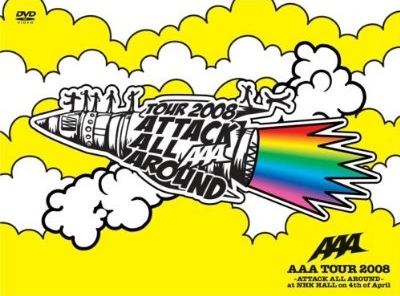 DVD
VIDEO
TOUR 2008
ATTACK
ALL AAA
AROUND
AAA
AAA TOUR 2008
-ATTACK ALL AROUND-
at NHK HALL on 4th of April